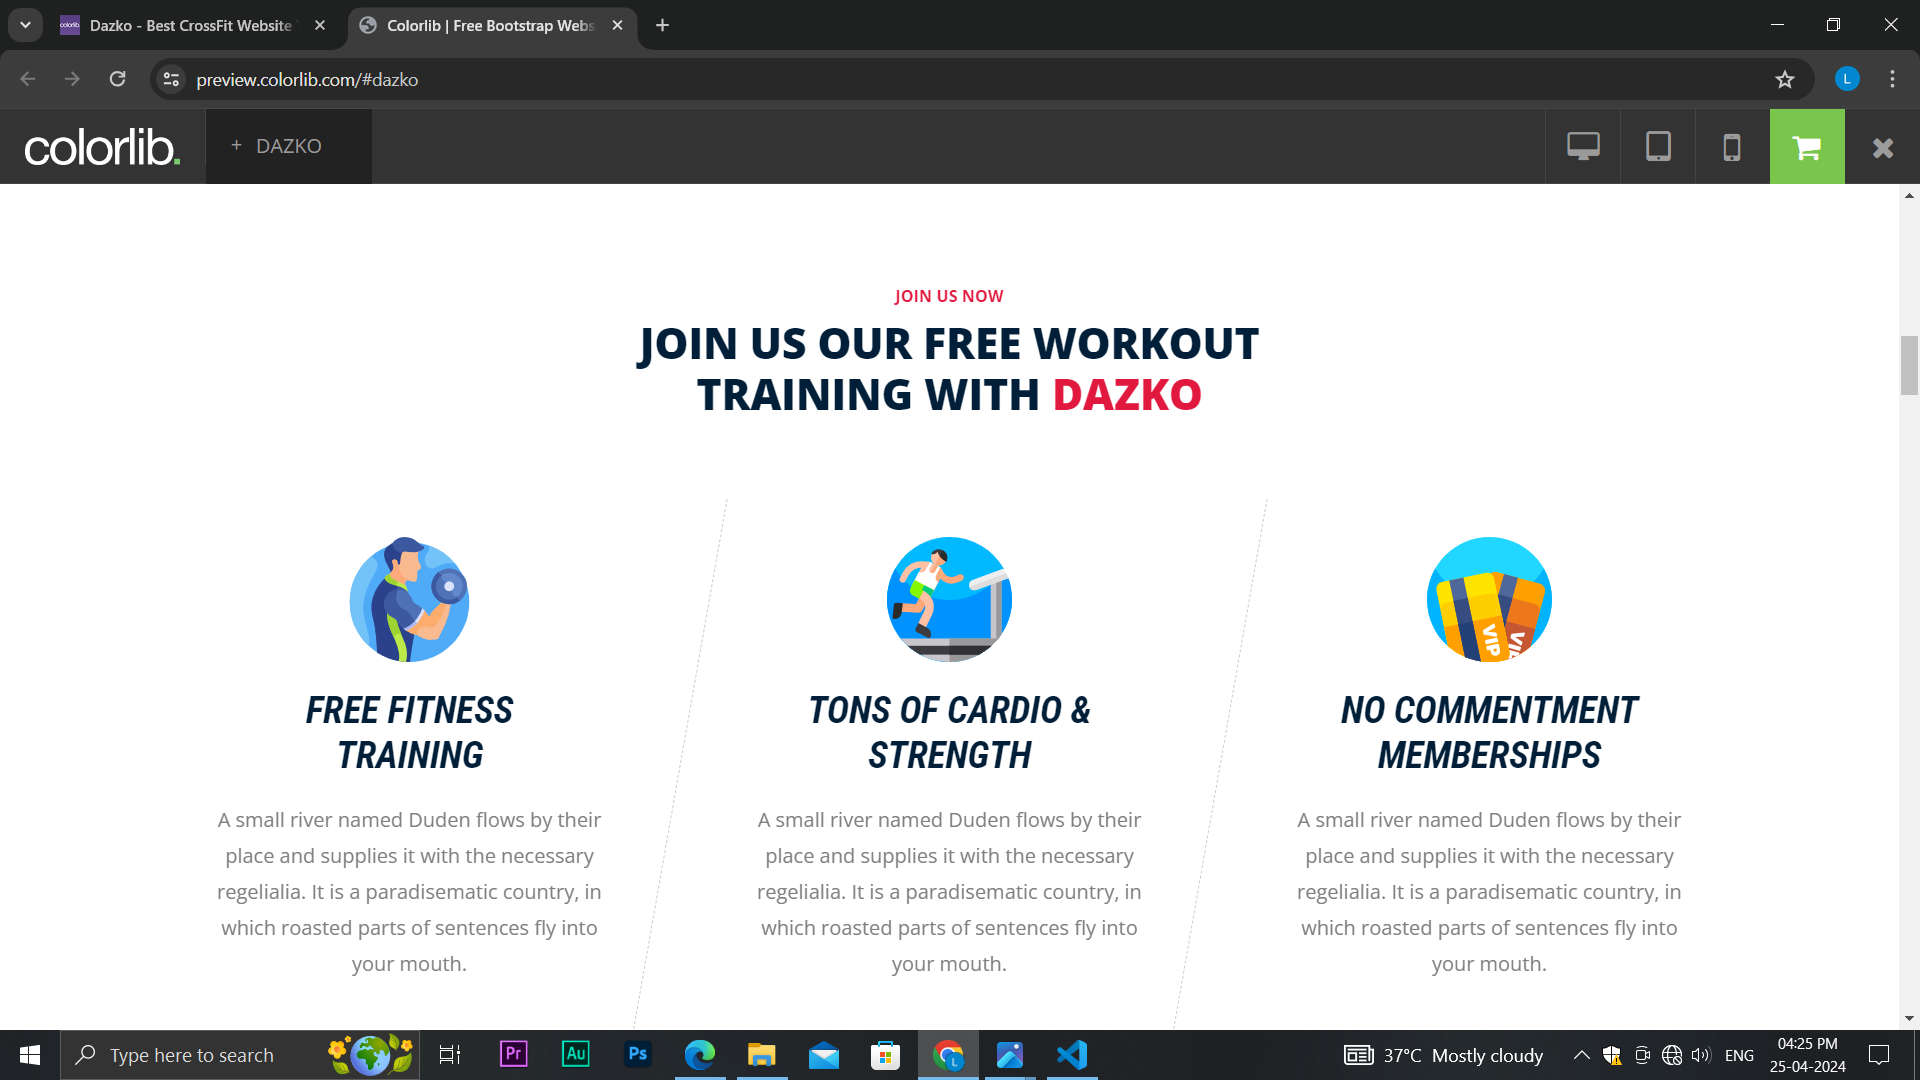 Dazko - Best CrossFit Website
Colorlib | Free Bootstrap Webs
preview.colorlib.com/#dazko
L
colorlib.
+ DAZKO
JOIN US NOW
JOIN US OUR FREE WORKOUT
TRAINING WITH DAZKO
VIP
FREE FITNESS
TRAINING
A small river named Duden flows by their
place and supplies it with the necessary
regelialia. It is a paradisematic country, in
which roasted parts of sentences fly into
your mouth.
TONS OF CARDIO &
STRENGTH
A small river named Duden flows by their
place and supplies it with the necessary
regelialia. It is a paradisematic country, in
which roasted parts of sentences fly into
your mouth.
NO COMMENTMENT
MEMBERSHIPS
A small river named Duden flows by their
place and supplies it with the necessary
regelialia. It is a paradisematic country, in
which roasted parts of sentences fly into
your mouth.
Type here to search
Pr
Au
Ps
37°C Mostly cloudy
ENG
04:25 PM
25-04-2024